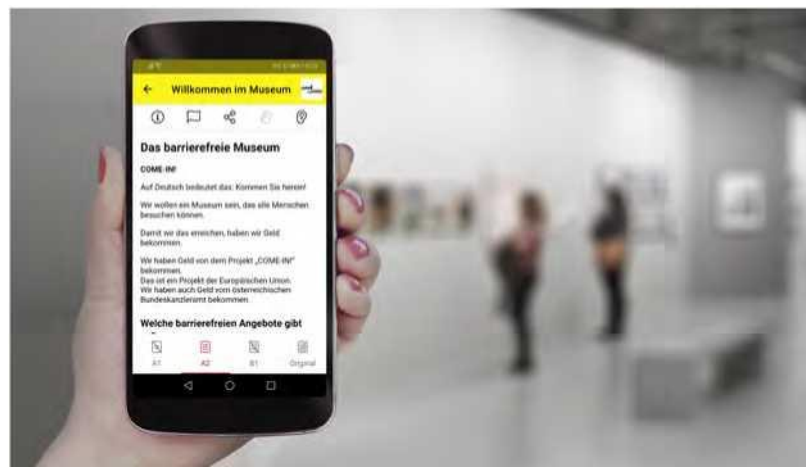 Willkommen im Museum
Das barrierefreie Museum
COME-IN!
Auf Deutsch bedeutet das: Kommen Sie herein!
Wir wollen ein Museum sein, das alle Menschen
besuchen können.
Damit wir das erreichen, haben wir Geld
bekommen.
Wir haben Geld von dem Projekt „COME-IN!"
bekommen.
Das ist ein Projekt der Europäischen Union.
Wir haben auch Geld vom österreichischen
Bundeskanzleramt bekommen.
Welche barrierefreien Angebote gibt
A1 A2 B1 Original